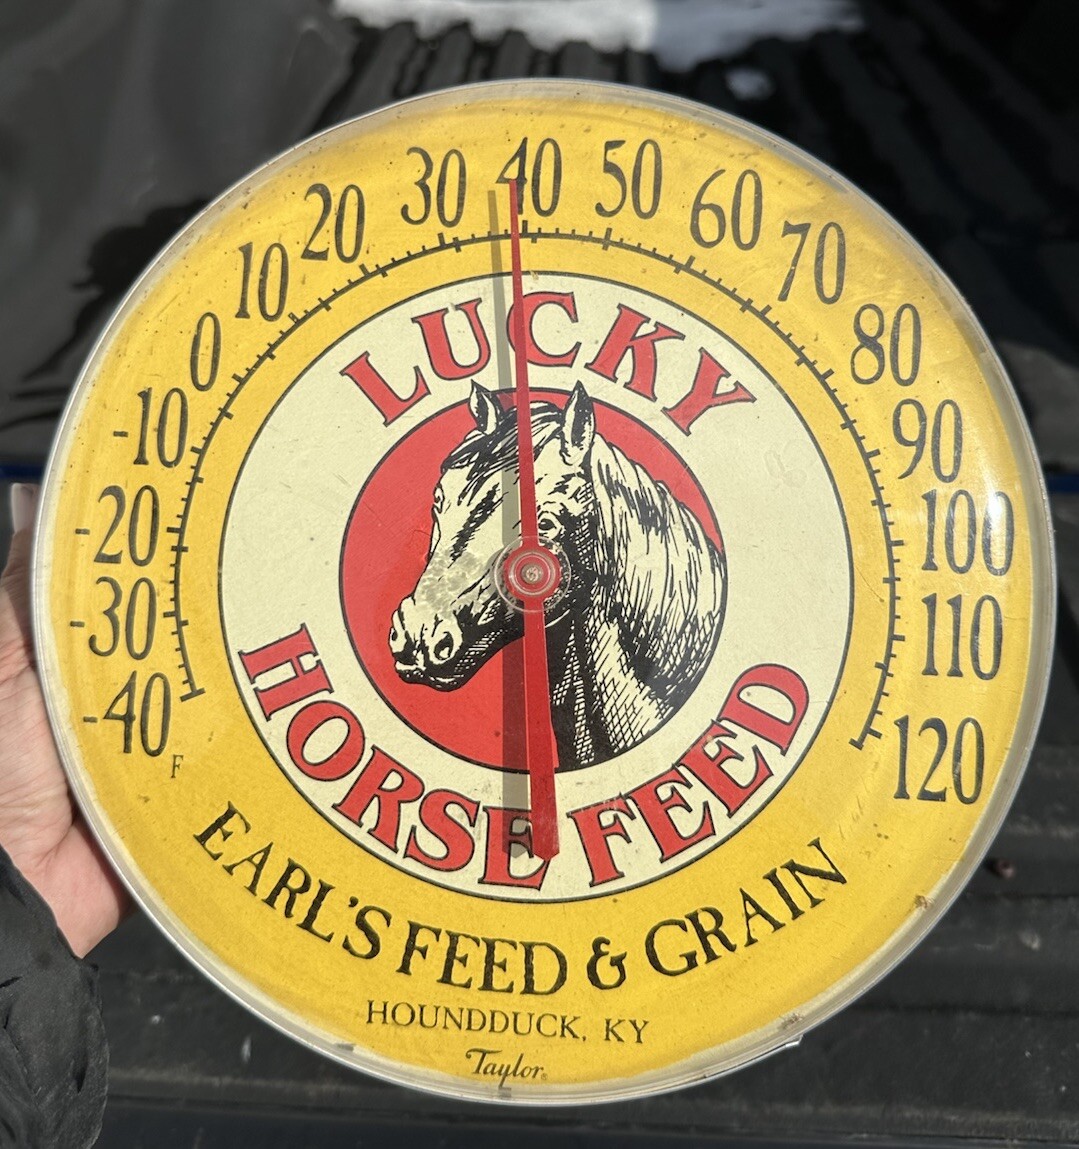 -40 -30 -20 -10 0 10 20 30 40 50 60 70 80 90 100 110 120
F
LUCKY
HORSE FEED
EARL'S FEED & GRAIN
HOUNDDUCK, KY
Taylor